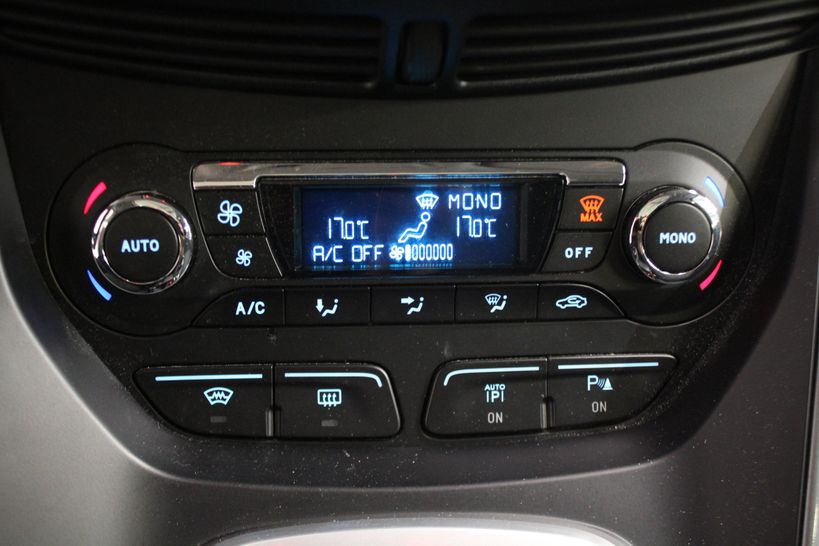 MONO
17.0°C 17.0°C
A/C OFF
MAX
AUTO
MONO
OFF
A/C
AUTO
P
ON
P
ON